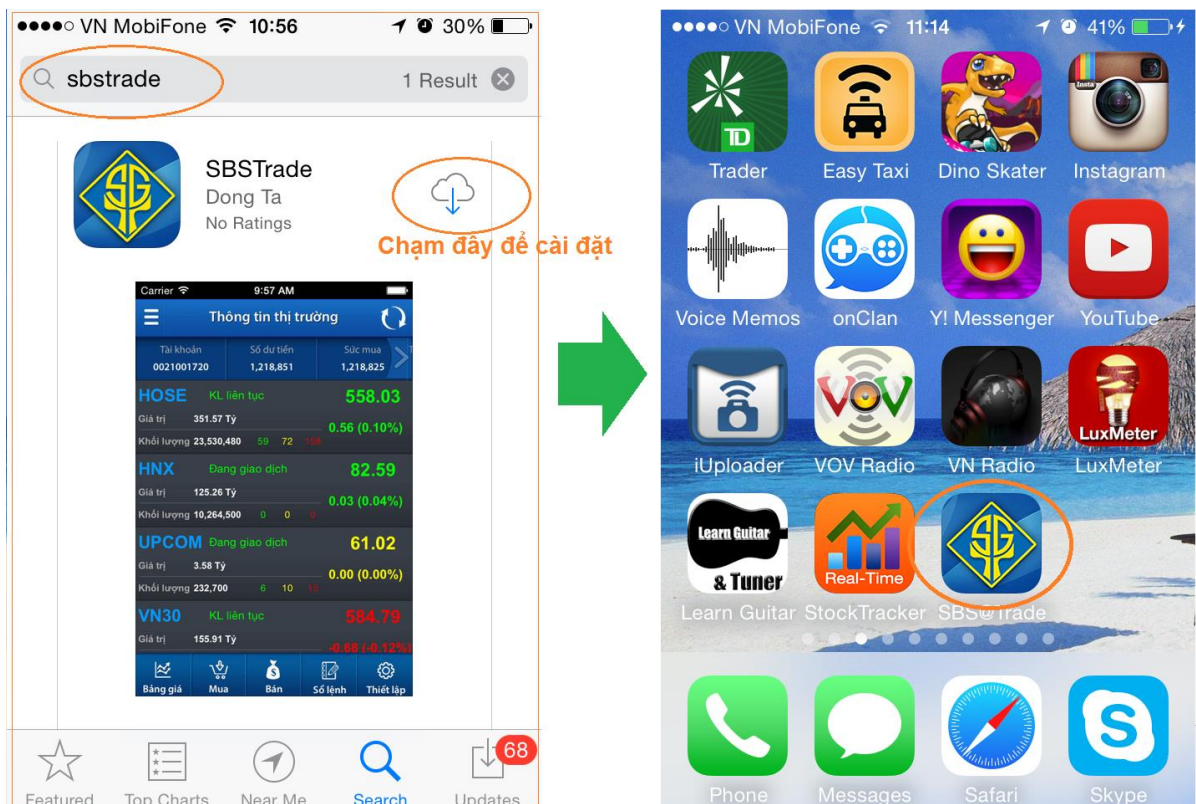 VN MobiFone 10:56 30%
sbstrade 1 Result
SBSTrade
Dong Ta
No Ratings
Chạm đây để cài đặt
Carrier 9:57 AM
Thông tin thị trường
Tài khoản Số dư tiền Sức mua
0021001720 1,218,851 1,218,825
HOSE KL liên tục 558.03
Giá trị 351.57 Tỷ 0.56 (0.10%)
Khối lượng 23,530,480 59 72 158
HNX Đang giao dịch 82.59
Giá trị 125.26 Tỷ 0.03 (0.04%)
Khối lượng 10,264,500 0 0 0
UPCOM Đang giao dịch 61.02
Giá trị 3.58 Tỷ 0.00 (0.00%)
Khối lượng 232,700 6 10
VN30 KL liên tục 584.79
Giá trị 155.91 Tỷ -0.68 (-0.12%)
Bảng giá Mua Bán Sổ lệnh Thiết lập
68
Featured Top Charts Near Me Search Updates
VN MobiFone 11:14 41%
TD
Insta
Trader Easy Taxi Dino Skater Instagram
Voice Memos onClan Y! Messenger YouTube
VOV
LuxMeter
iUploader VOV Radio VN Radio LuxMeter
Learn Guitar
& Tuner
Real-Time
Learn Guitar StockTracker SBS@Trade
Phone Messages Safari Skype